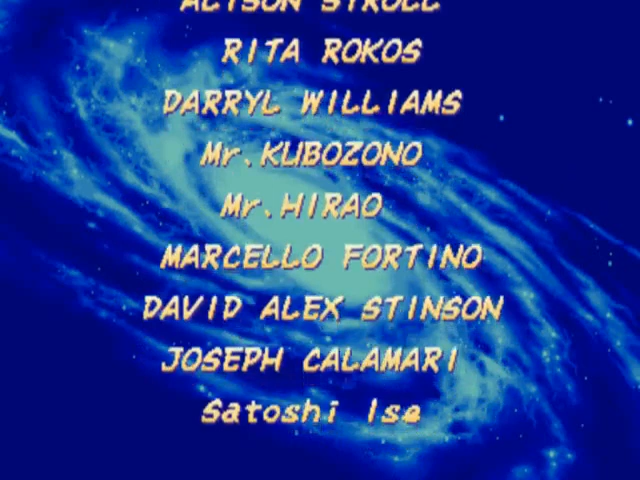 RITA ROKOS
DARRYL WILLIAMS
Mr.KUBOZONO
Mr.HIRAO
MARCELLO FORTINO
DAVID ALEX STINSON
JOSEPH CALAMARI
Satoshi Ise